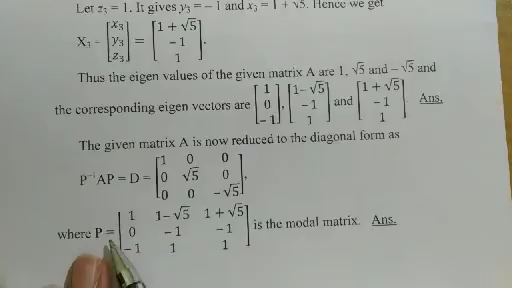 Let z₃ = 1. It gives y₃ = − 1 and x₃ = 1 + √5. Hence we get
X₃ = [x₃ y₃ z₃] = [1 + √5 −1 1].
Thus the eigen values of the given matrix A are 1, √5 and − √5 and
the corresponding eigen vectors are [1 0 −1], [1− √5 −1 1] and [1 + √5 −1 1] Ans.
The given matrix A is now reduced to the diagonal form as
P⁻¹AP = D = [1 0 0
0 √5 0
0 0 −√5],
where P = [1 1−√5 1 + √5
0 −1 −1
−1 1 1] is the modal matrix. Ans.